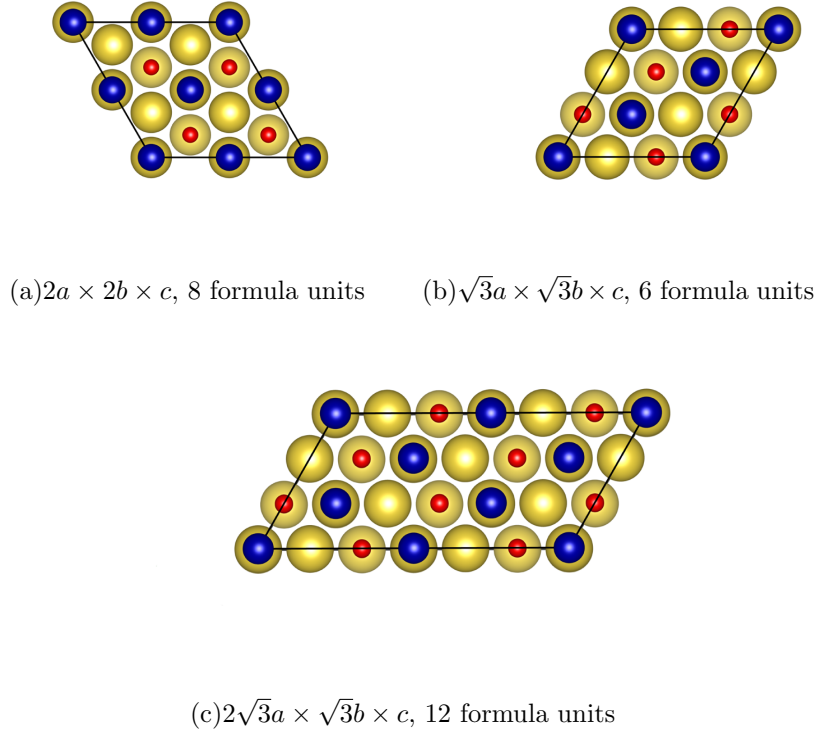 (a)2a × 2b × c, 8 formula units
(b)√3a × √3b × c, 6 formula units
(c)2√3a × √3b × c, 12 formula units